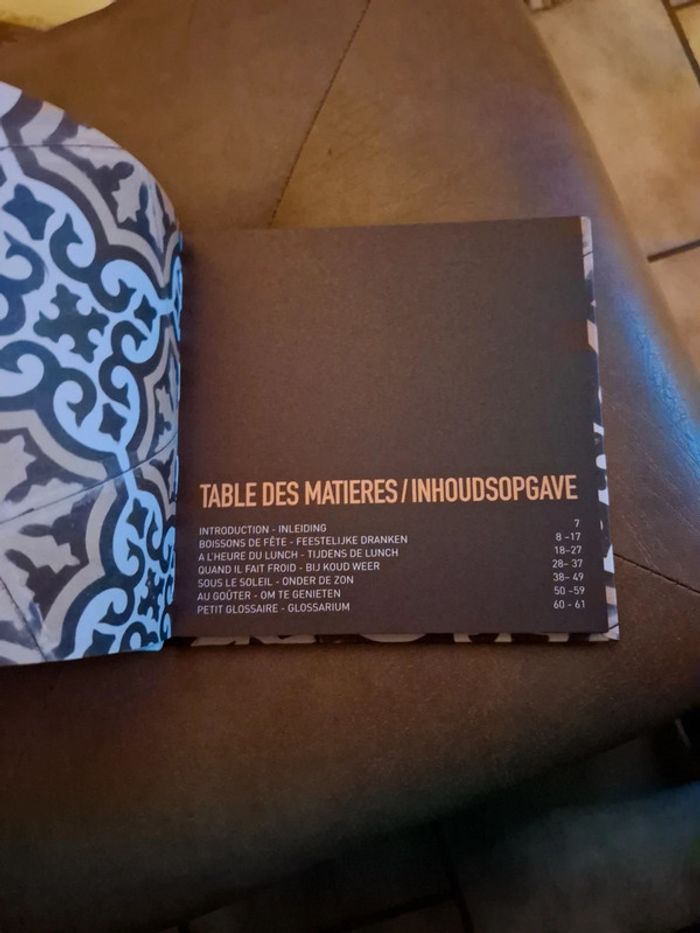 TABLE DES MATIERES / INHOUDSOPGAVE
INTRODUCTION - INLEIDING 7
BOISSONS DE FÊTE - FEESTELIJKE DRANKEN 8 -17
A L'HEURE DU LUNCH - TIJDENS DE LUNCH 18-27
QUAND IL FAIT FROID - BIJ KOUD WEER 28- 37
SOUS LE SOLEIL - ONDER DE ZON 38- 49
AU GOÛTER - OM TE GENIETEN 50 -59
PETIT GLOSSAIRE - GLOSSARIUM 60 - 61